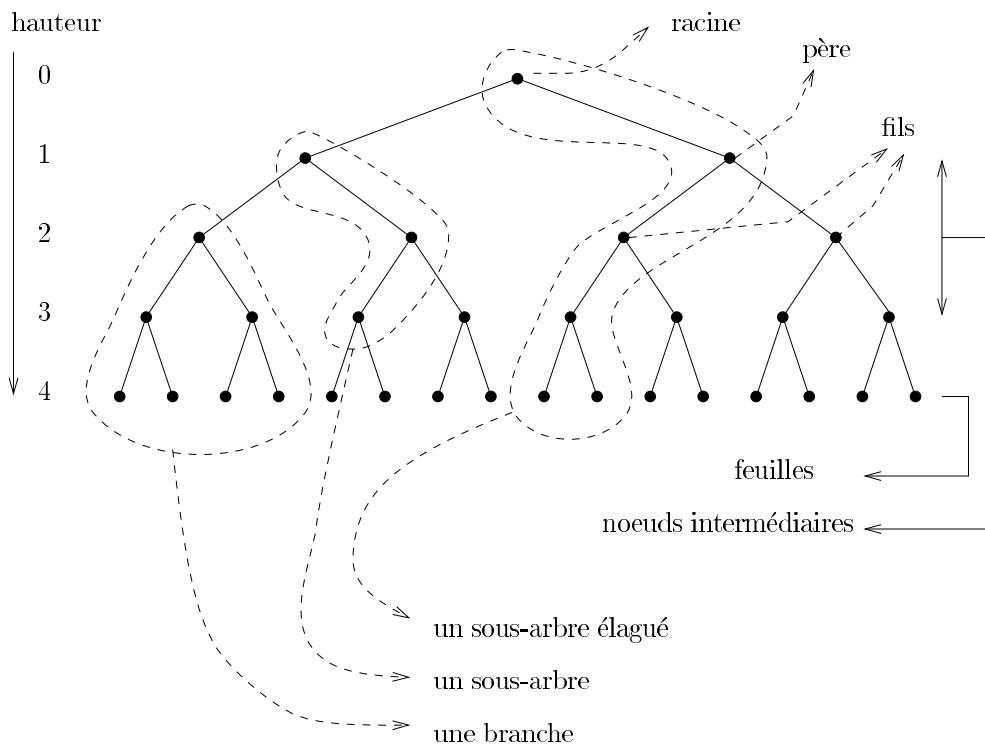 hauteur
racine
père
0
fils
1
2
3
4
feuilles
noeuds intermédiaires
un sous-arbre élagué
un sous-arbre
une branche